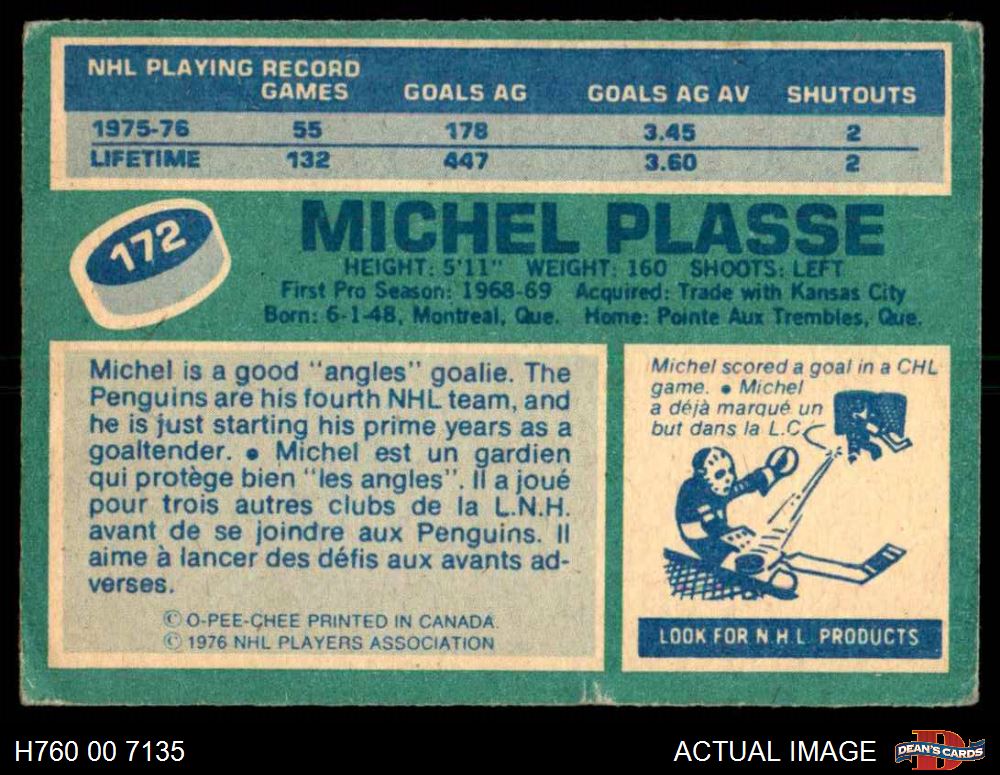 NHL PLAYING RECORD
GAMES GOALS AG GOALS AG AV SHUTOUTS
1975-76 55 178 3.45 2
LIFETIME 132 447 3.60 2
172
MICHEL PLASSE
HEIGHT: 5'11" WEIGHT: 160 SHOOTS: LEFT
First Pro Season: 1968-69 Acquired: Trade with Kansas City
Born: 6-1-48, Montreal, Que. Home: Pointe Aux Trembles, Que.
Michel is a good "angles" goalie. The
Penguins are his fourth NHL team, and
he is just starting his prime years as a
goaltender. • Michel est un gardien
qui protège bien "les angles". Il a joué
pour trois autres clubs de la L.N.H.
avant de se joindre aux Penguins. Il
aime à lancer des défis aux avants ad-
verses.
© O-PEE-CHEE PRINTED IN CANADA.
© 1976 NHL PLAYERS ASSOCIATION
Michel scored a goal in a CHL
game. • Michel
a déjà marqué un
but dans la L.C.
LOOK FOR N.H.L PRODUCTS
H760 00 7135 ACTUAL IMAGE DEAN'S CARDS